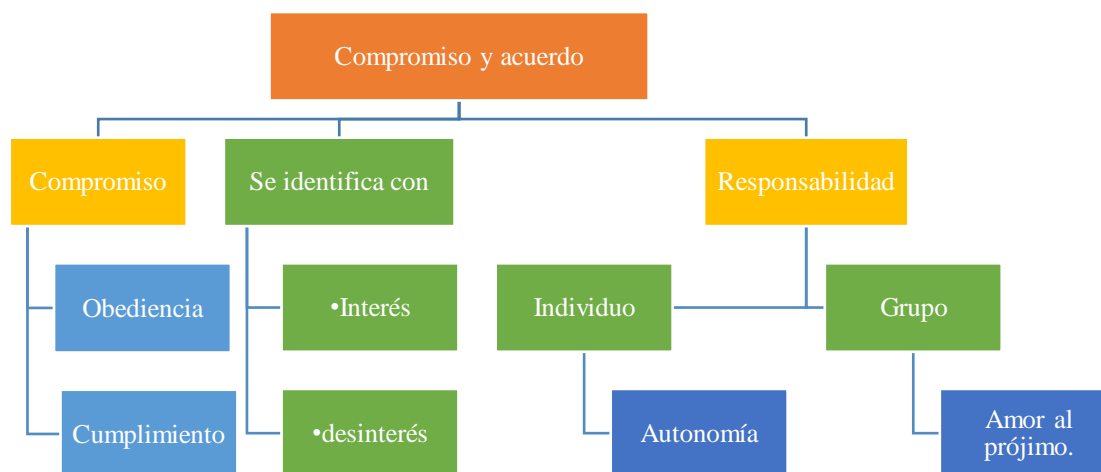 Compromiso y acuerdo
Compromiso
Se identifica con
Responsabilidad
Obediencia
•Interés
Individuo
Grupo
Cumplimiento
•desinterés
Autonomía
Amor al
prójimo.